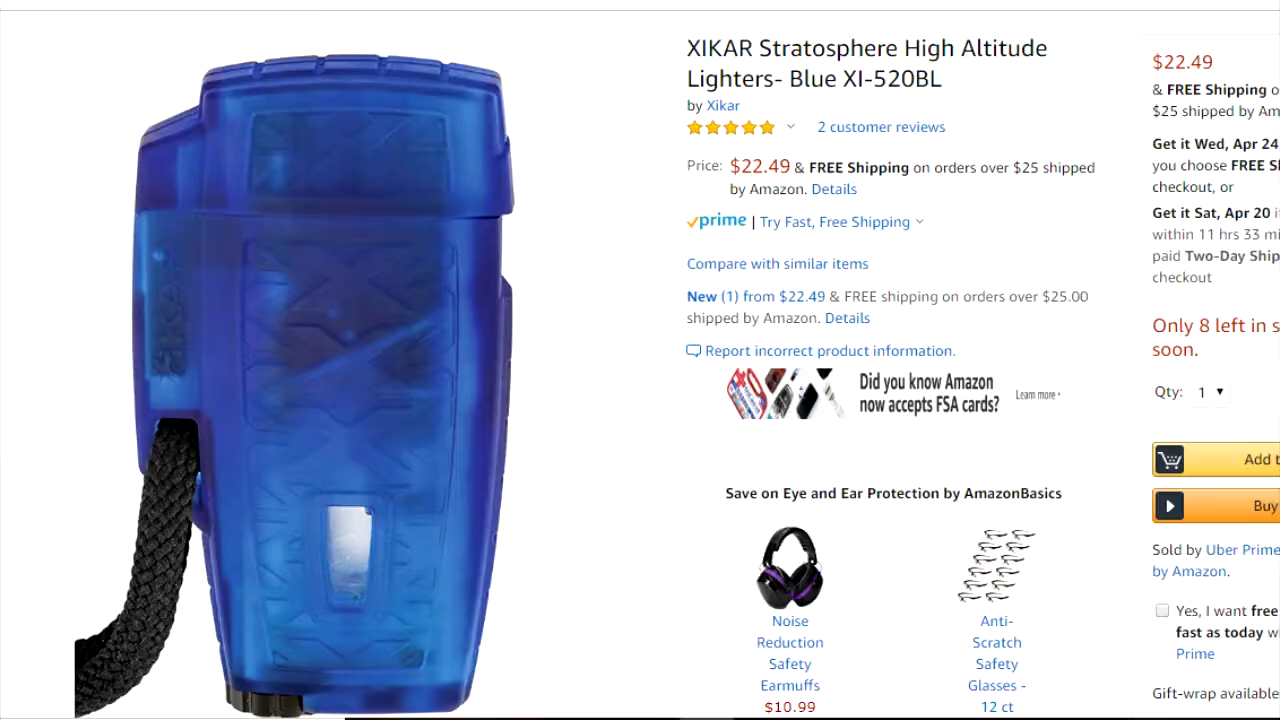 XIKAR Stratosphere High Altitude
Lighters- Blue XI-520BL
by Xikar
2 customer reviews
Price: $22.49 & FREE Shipping on orders over $25 shipped
by Amazon. Details
prime | Try Fast, Free Shipping
Compare with similar items
New (1) from $22.49 & FREE shipping on orders over $25.00
shipped by Amazon. Details
Report incorrect product information.
Did you know Amazon
now accepts FSA cards?
Learn more
Save on Eye and Ear Protection by AmazonBasics
Noise
Reduction
Safety
Earmuffs
$10.99
Anti-
Scratch
Safety
Glasses -
12 ct
$22.49
& FREE Shipping o
$25 shipped by Am
Get it Wed, Apr 24
you choose FREE S
checkout, or
Get it Sat, Apr 20 i
within 11 hrs 33 mi
paid Two-Day Ship
checkout
Only 8 left in s
soon.
Qty: 1
Add t
Buy
Sold by Uber Prime
by Amazon.
Yes, I want free
fast as today w
Prime
Gift-wrap available
XIKAR